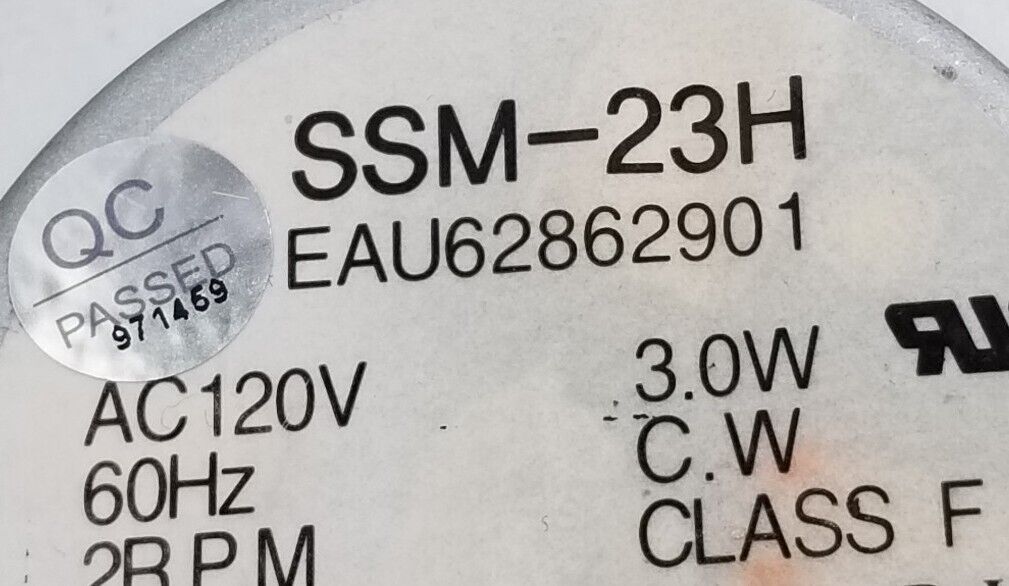 SSM-23H
EAU62862901
QC
PASSED
971469
AC120V
3.0W
60Hz
C.W
2R.P.M
CLASS F